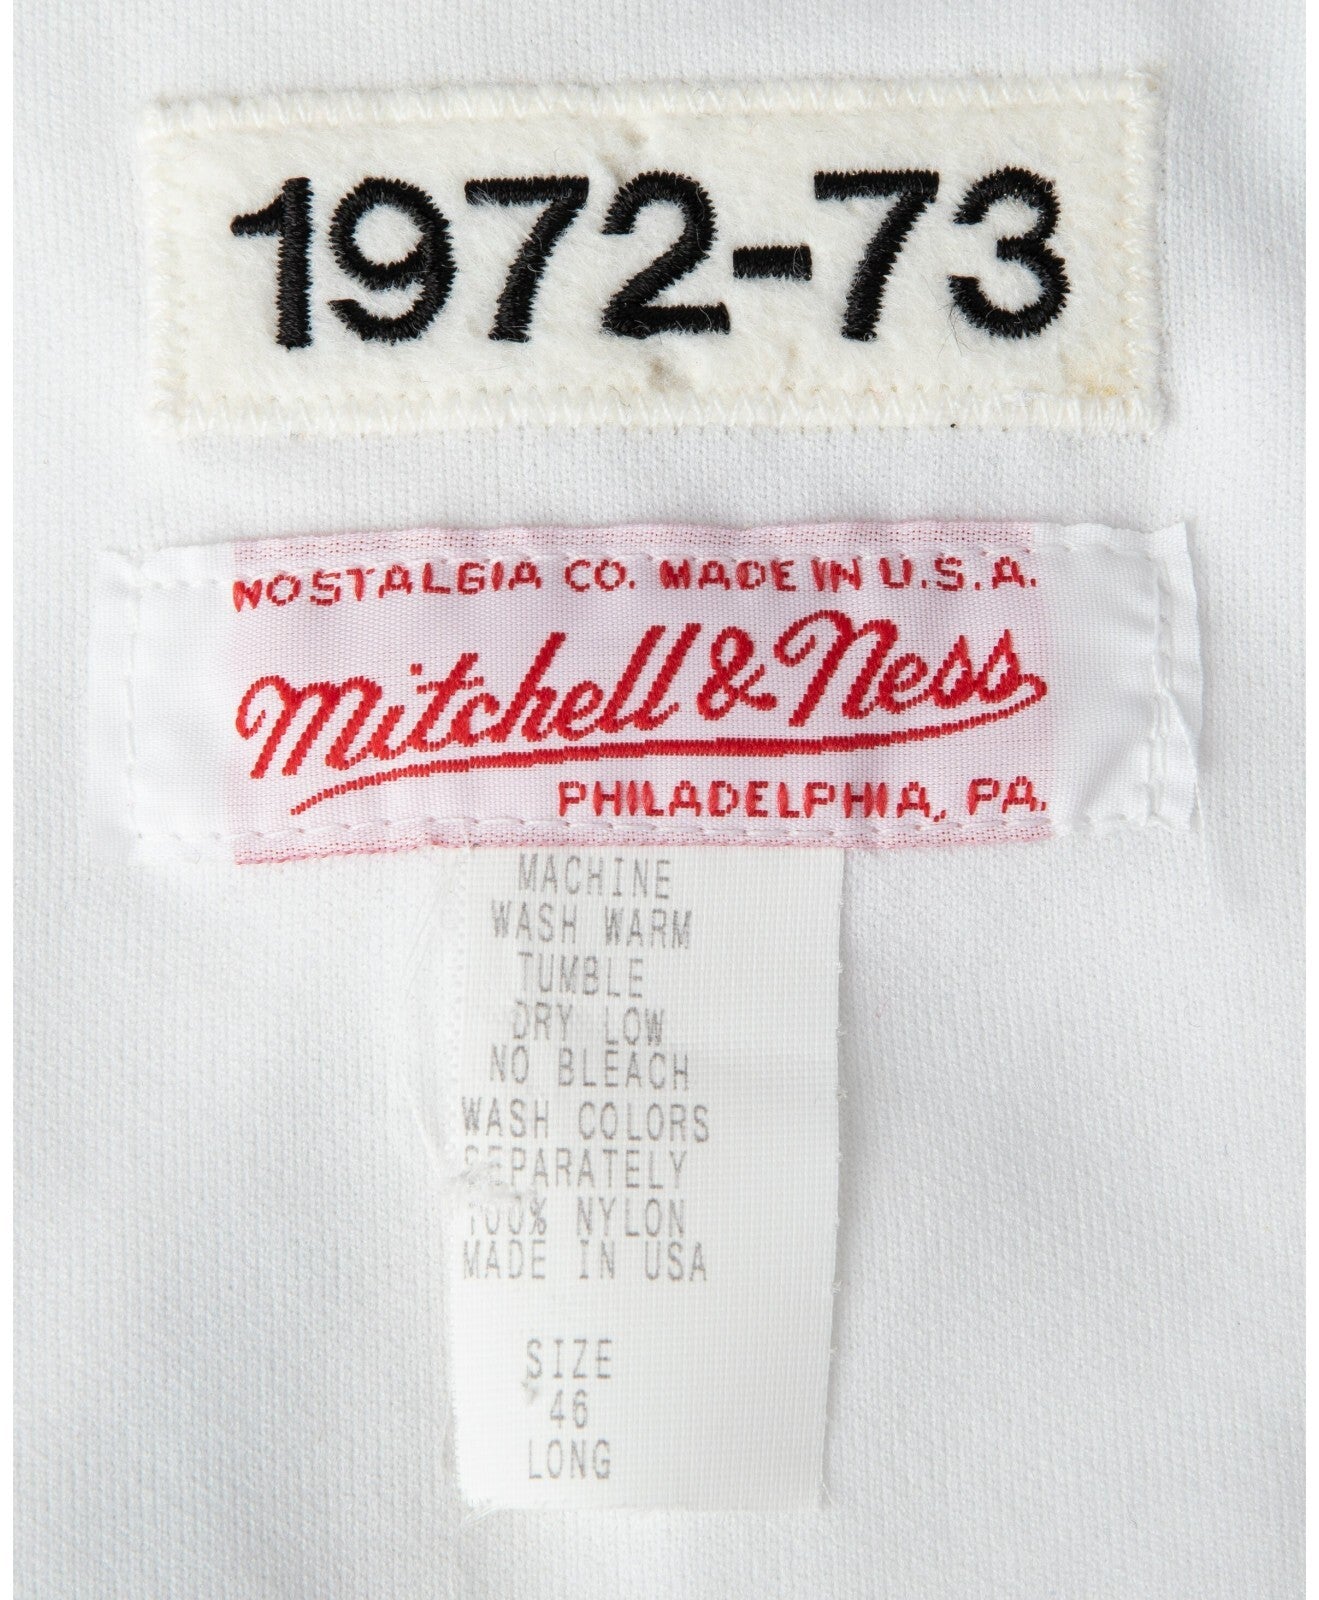 1972-73
NOSTALGIA CO. MADE IN U.S.A.
Mitchell & Ness
PHILADELPHIA, PA.
MACHINE
WASH WARM
TUMBLE
DRY LOW
NO BLEACH
WASH COLORS
SEPARATELY
100% NYLON
MADE IN USA
SIZE
46
LONG